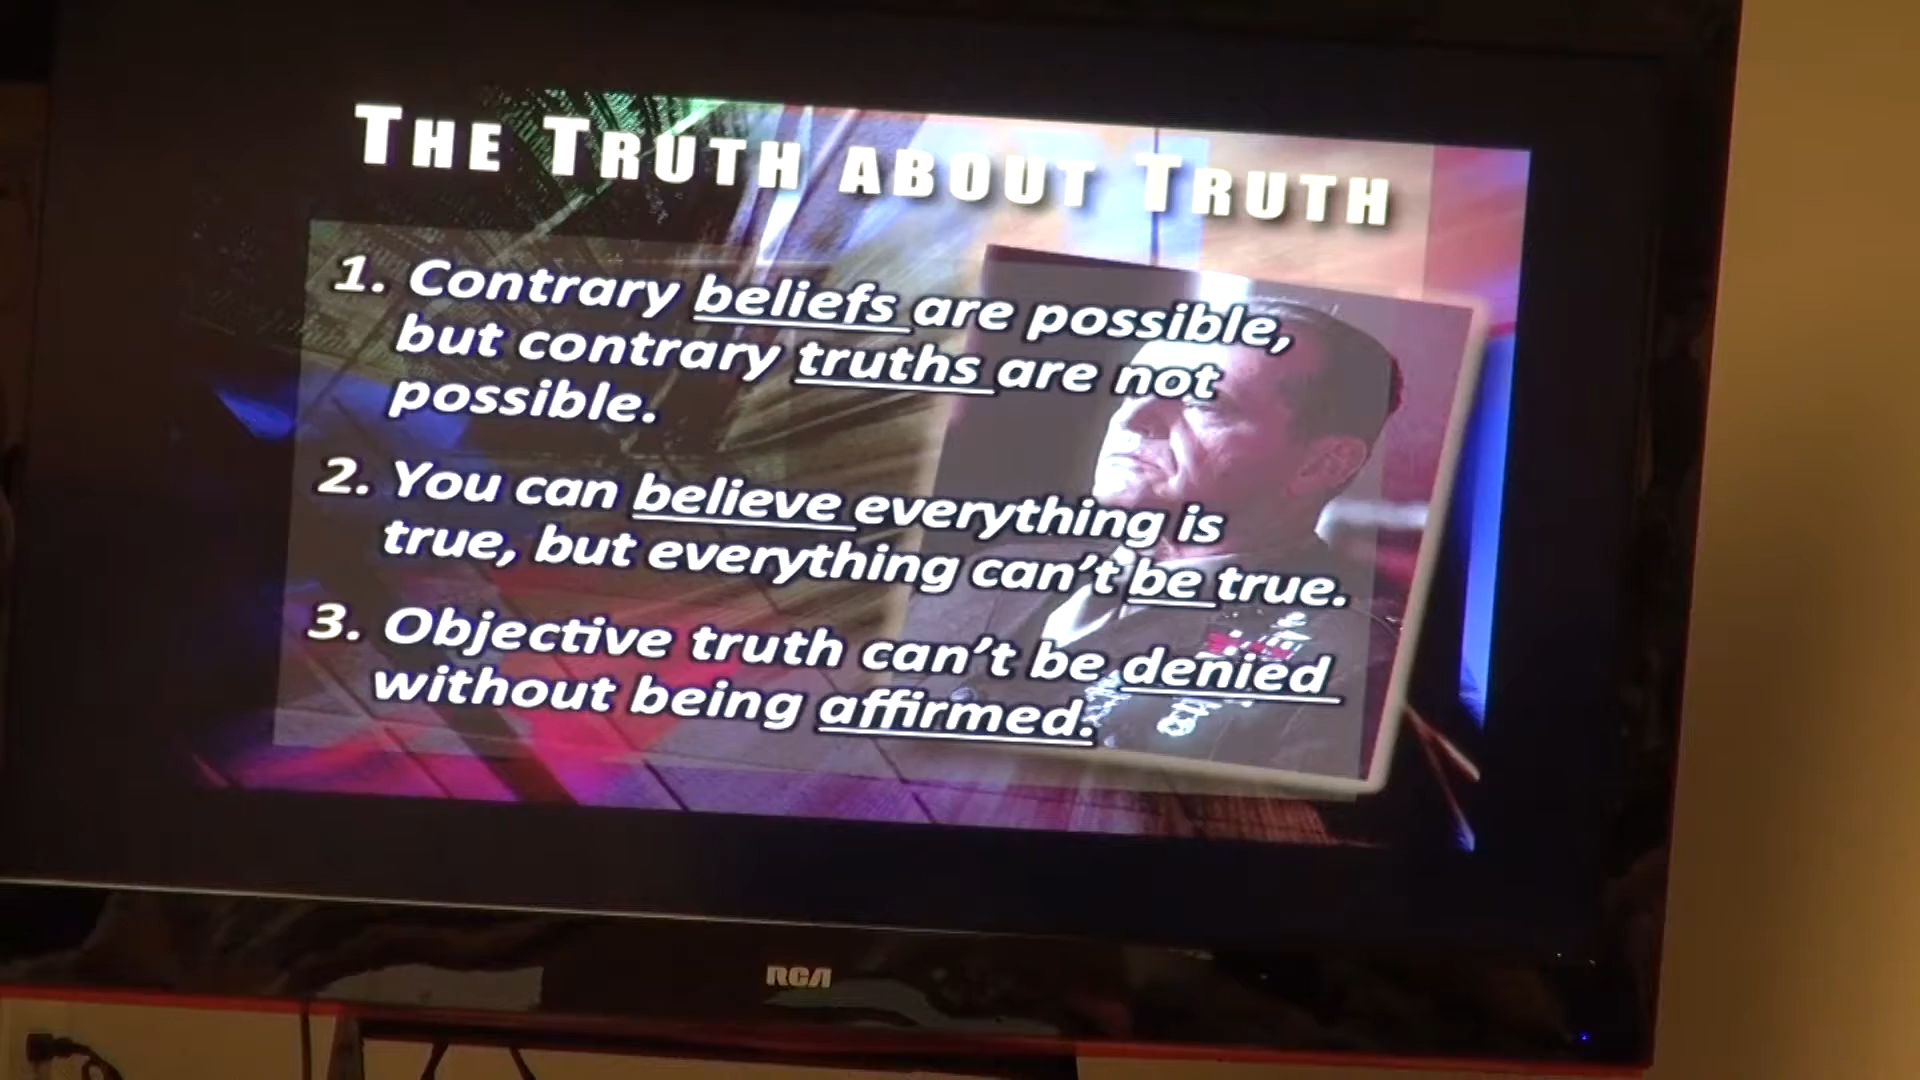 THE TRUTH ABOUT TRUTH
1. Contrary beliefs are possible,
but contrary truths are not
possible.
2. You can believe everything is
true, but everything can't be true.
3. Objective truth can't be denied
without being affirmed.
RCA